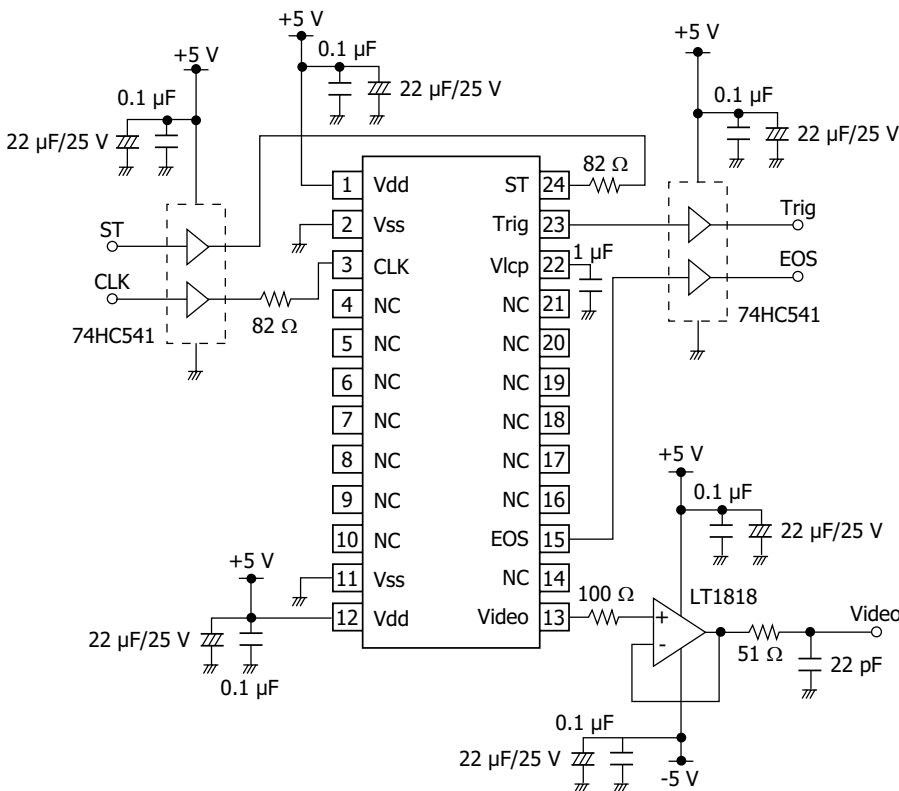 +5 V
+5 V
+5 V
0.1 µF
22 µF/25 V
0.1 µF
22 µF/25 V
0.1 µF
22 µF/25 V
82 Ω
1 Vdd
ST 24
2 Vss
Trig 23
Trig
ST
3 CLK
1 µF
Vlcp 22
EOS
CLK
4 NC
NC 21
82 Ω
74HC541
74HC541
5 NC
NC 20
6 NC
NC 19
7 NC
NC 18
8 NC
NC 17
+5 V
9 NC
NC 16
0.1 µF
22 µF/25 V
10 NC
EOS 15
+5 V
11 Vss
NC 14
100 Ω
LT1818
12 Vdd
Video 13
+
-
Video
22 µF/25 V
0.1 µF
51 Ω
22 pF
0.1 µF
22 µF/25 V
-5 V